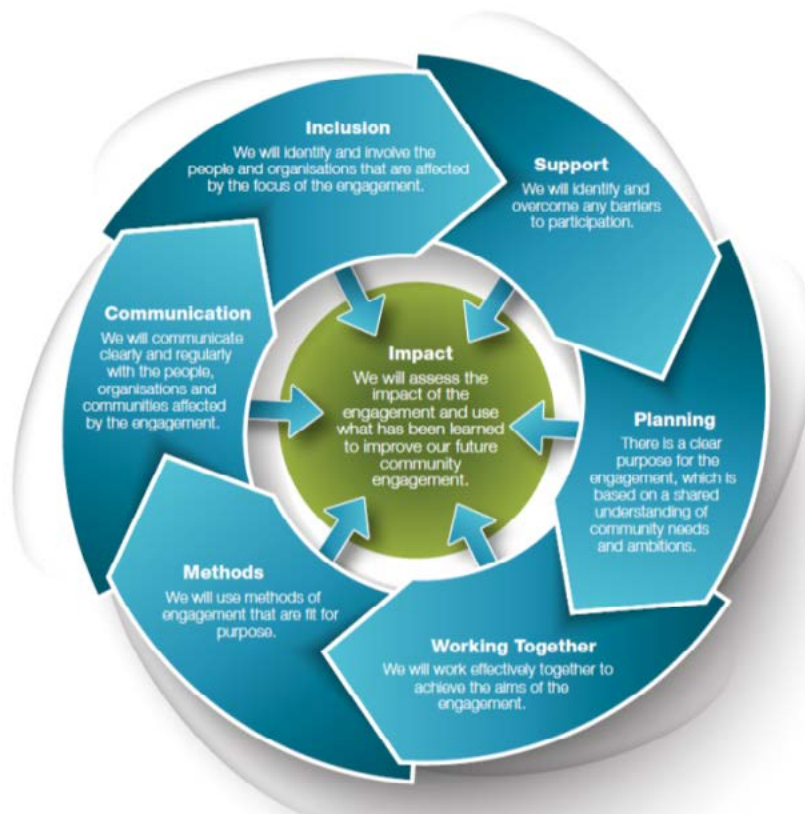 Inclusion
We will identify and involve the
people and organisations that are affected
by the focus of the engagement.
Support
We will identify and
overcome any barriers
to participation.
Planning
There is a clear
purpose for the
engagement, which is
based on a shared
understanding of
community needs
and ambitions.
Working Together
We will work effectively together to
achieve the aims of the
engagement.
Methods
We will use methods of
engagement that are fit for
purpose.
Communication
We will communicate
clearly and regularly
with the people,
organisations and
communities affected
by the engagement.
Impact
We will assess the
impact of the
engagement and use
what has been learned
to improve our future
community
engagement.